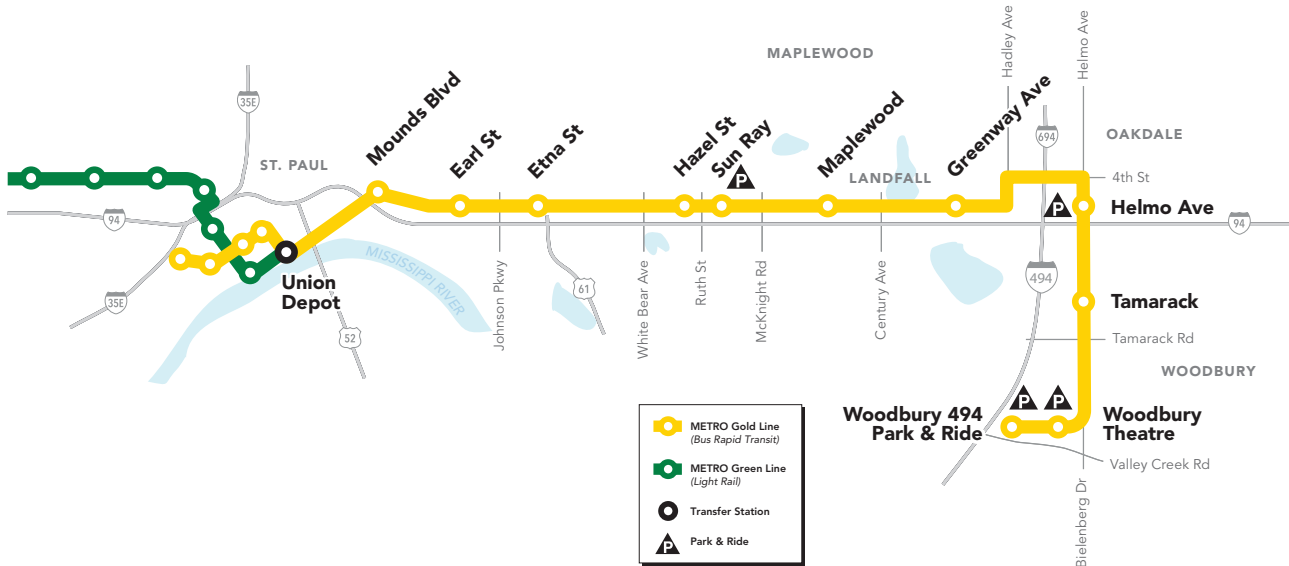 MAPLEWOOD
Hadley Ave
Helmo Ave
35E
694
OAKDALE
ST. PAUL
Mounds Blvd
Earl St
Etna St
Hazel St
Sun Ray
P
Maplewood
LANDFALL
Greenway Ave
4th St
P
Helmo Ave
94
94
MISSISSIPPI RIVER
Union
Depot
35E
52
Johnson Pkwy
61
White Bear Ave
Ruth St
McKnight Rd
Century Ave
494
Tamarack
Tamarack Rd
WOODBURY
P
P
Woodbury 494
Park & Ride
Woodbury
Theatre
Valley Creek Rd
Bielenberg Dr
METRO Gold Line
(Bus Rapid Transit)
METRO Green Line
(Light Rail)
Transfer Station
P
Park & Ride